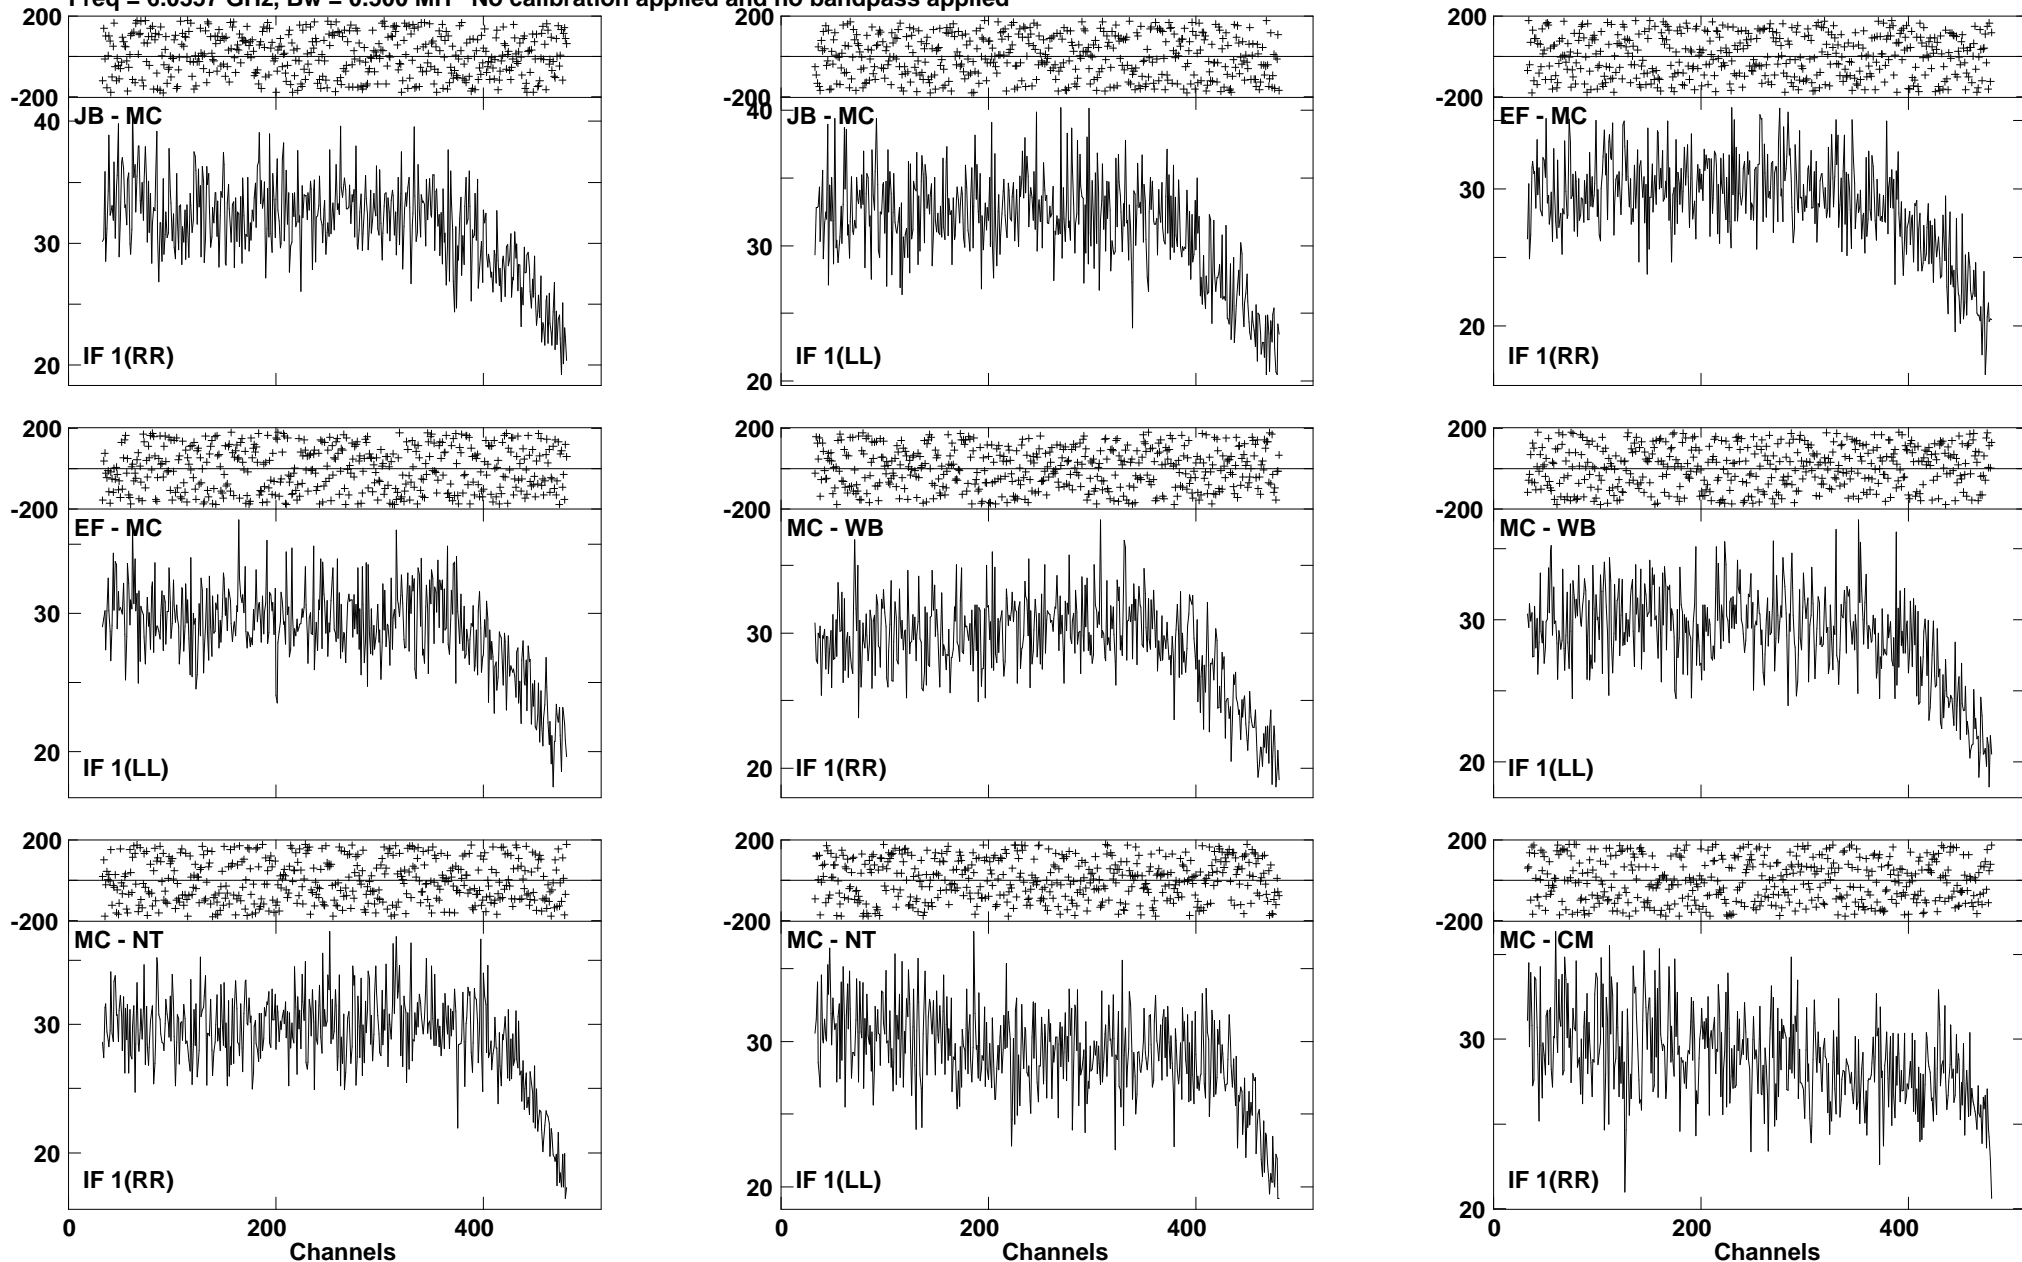 Freq = 6.0357 GHz, Bw = 0.500 MH No calibration applied and no bandpass applied
200 200 200
-200 -200 -200
JB - MC JB - MC EF - MC
40 40
30 30 30
20 20 20
IF 1(RR) IF 1(LL) IF 1(RR)
200 200 200
-200 -200 -200
EF - MC MC - WB MC - WB
30 30 30
20 20 20
IF 1(LL) IF 1(RR) IF 1(LL)
200 200 200
-200 -200 -200
MC - NT MC - NT MC - CM
30 30 30
20 20 20
IF 1(RR) IF 1(LL) IF 1(RR)
0 200 400 0 200 400 0 200 400
Channels Channels Channels